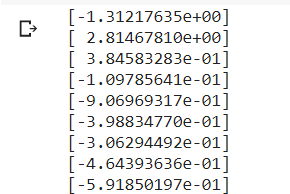 [-1.31217635e+00]
[ 2.81467810e+00]
[ 3.84583283e-01]
[-1.09785641e-01]
[-9.06969317e-01]
[-3.98834770e-01]
[-3.06294492e-01]
[-4.64393636e-01]
[-5.91850197e-01]